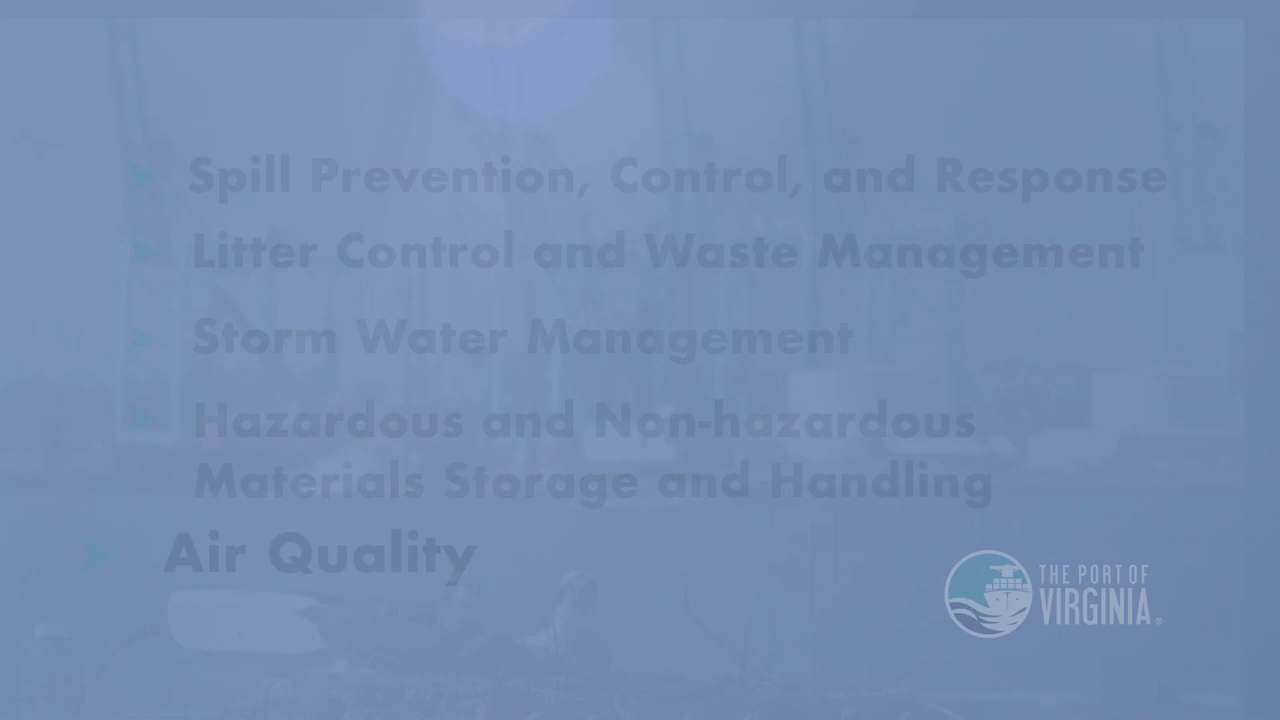 Spill Prevention, Control, and Response
Litter Control and Waste Management
Storm Water Management
Hazardous and Non-hazardous
Materials Storage and Handling
Air Quality
THE PORT OF
VIRGINIA®